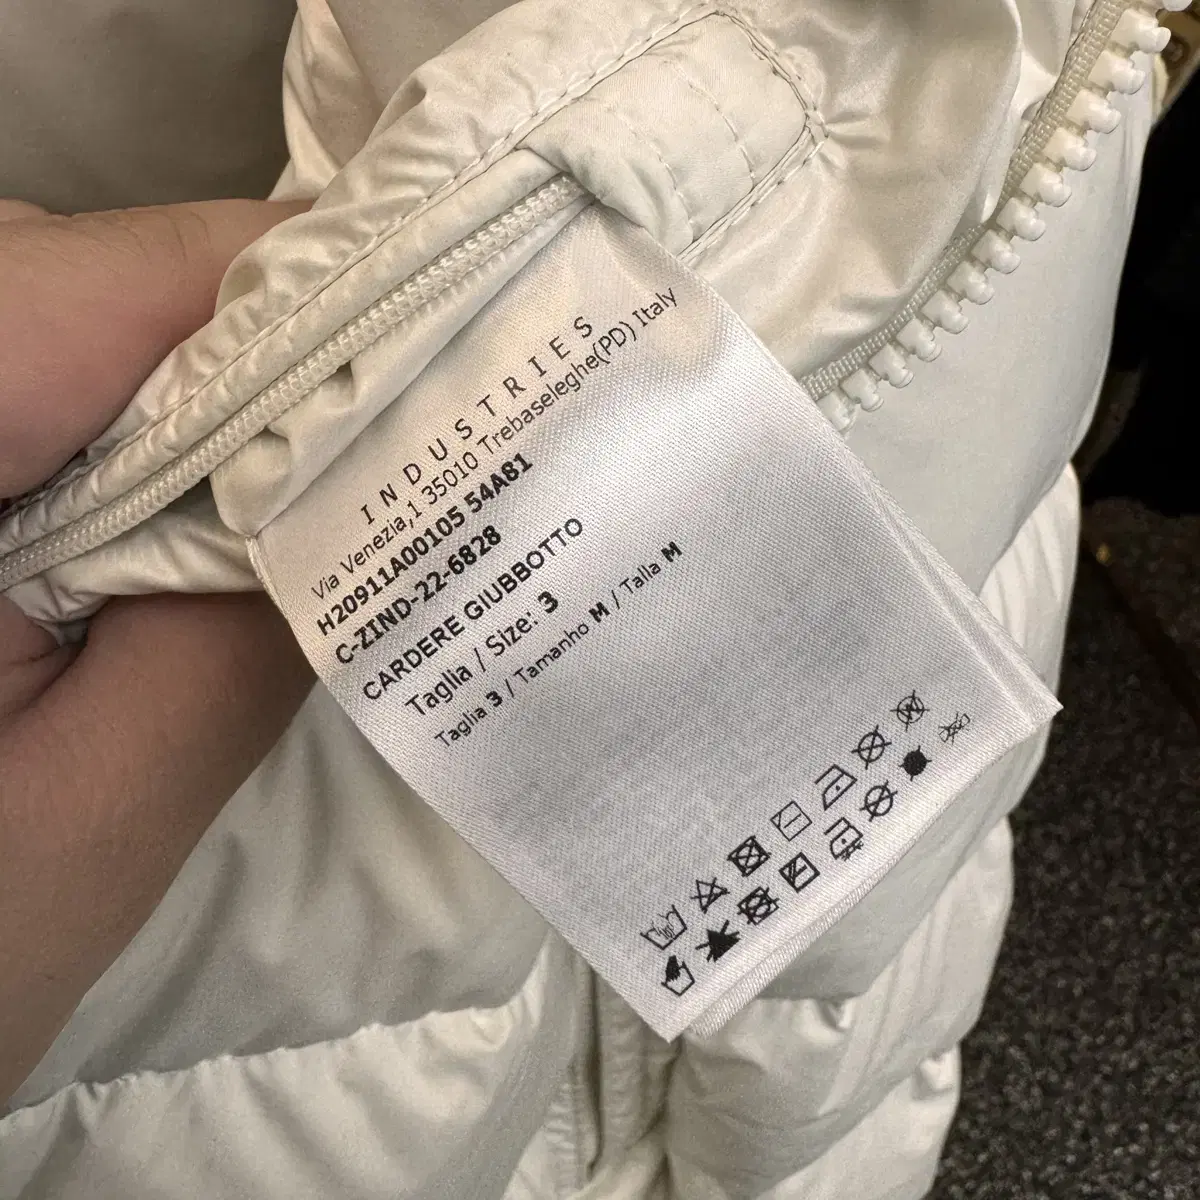 INDUSTRIES
Via Venezia,1 35010 Trebaseleghe(PD) Italy
H20911A00105 54A81
C-ZIND-22-6828
CARDERE GIUBBOTTO
Taglia / Size: 3
Taglia 3 / Tamanho M / Talla M